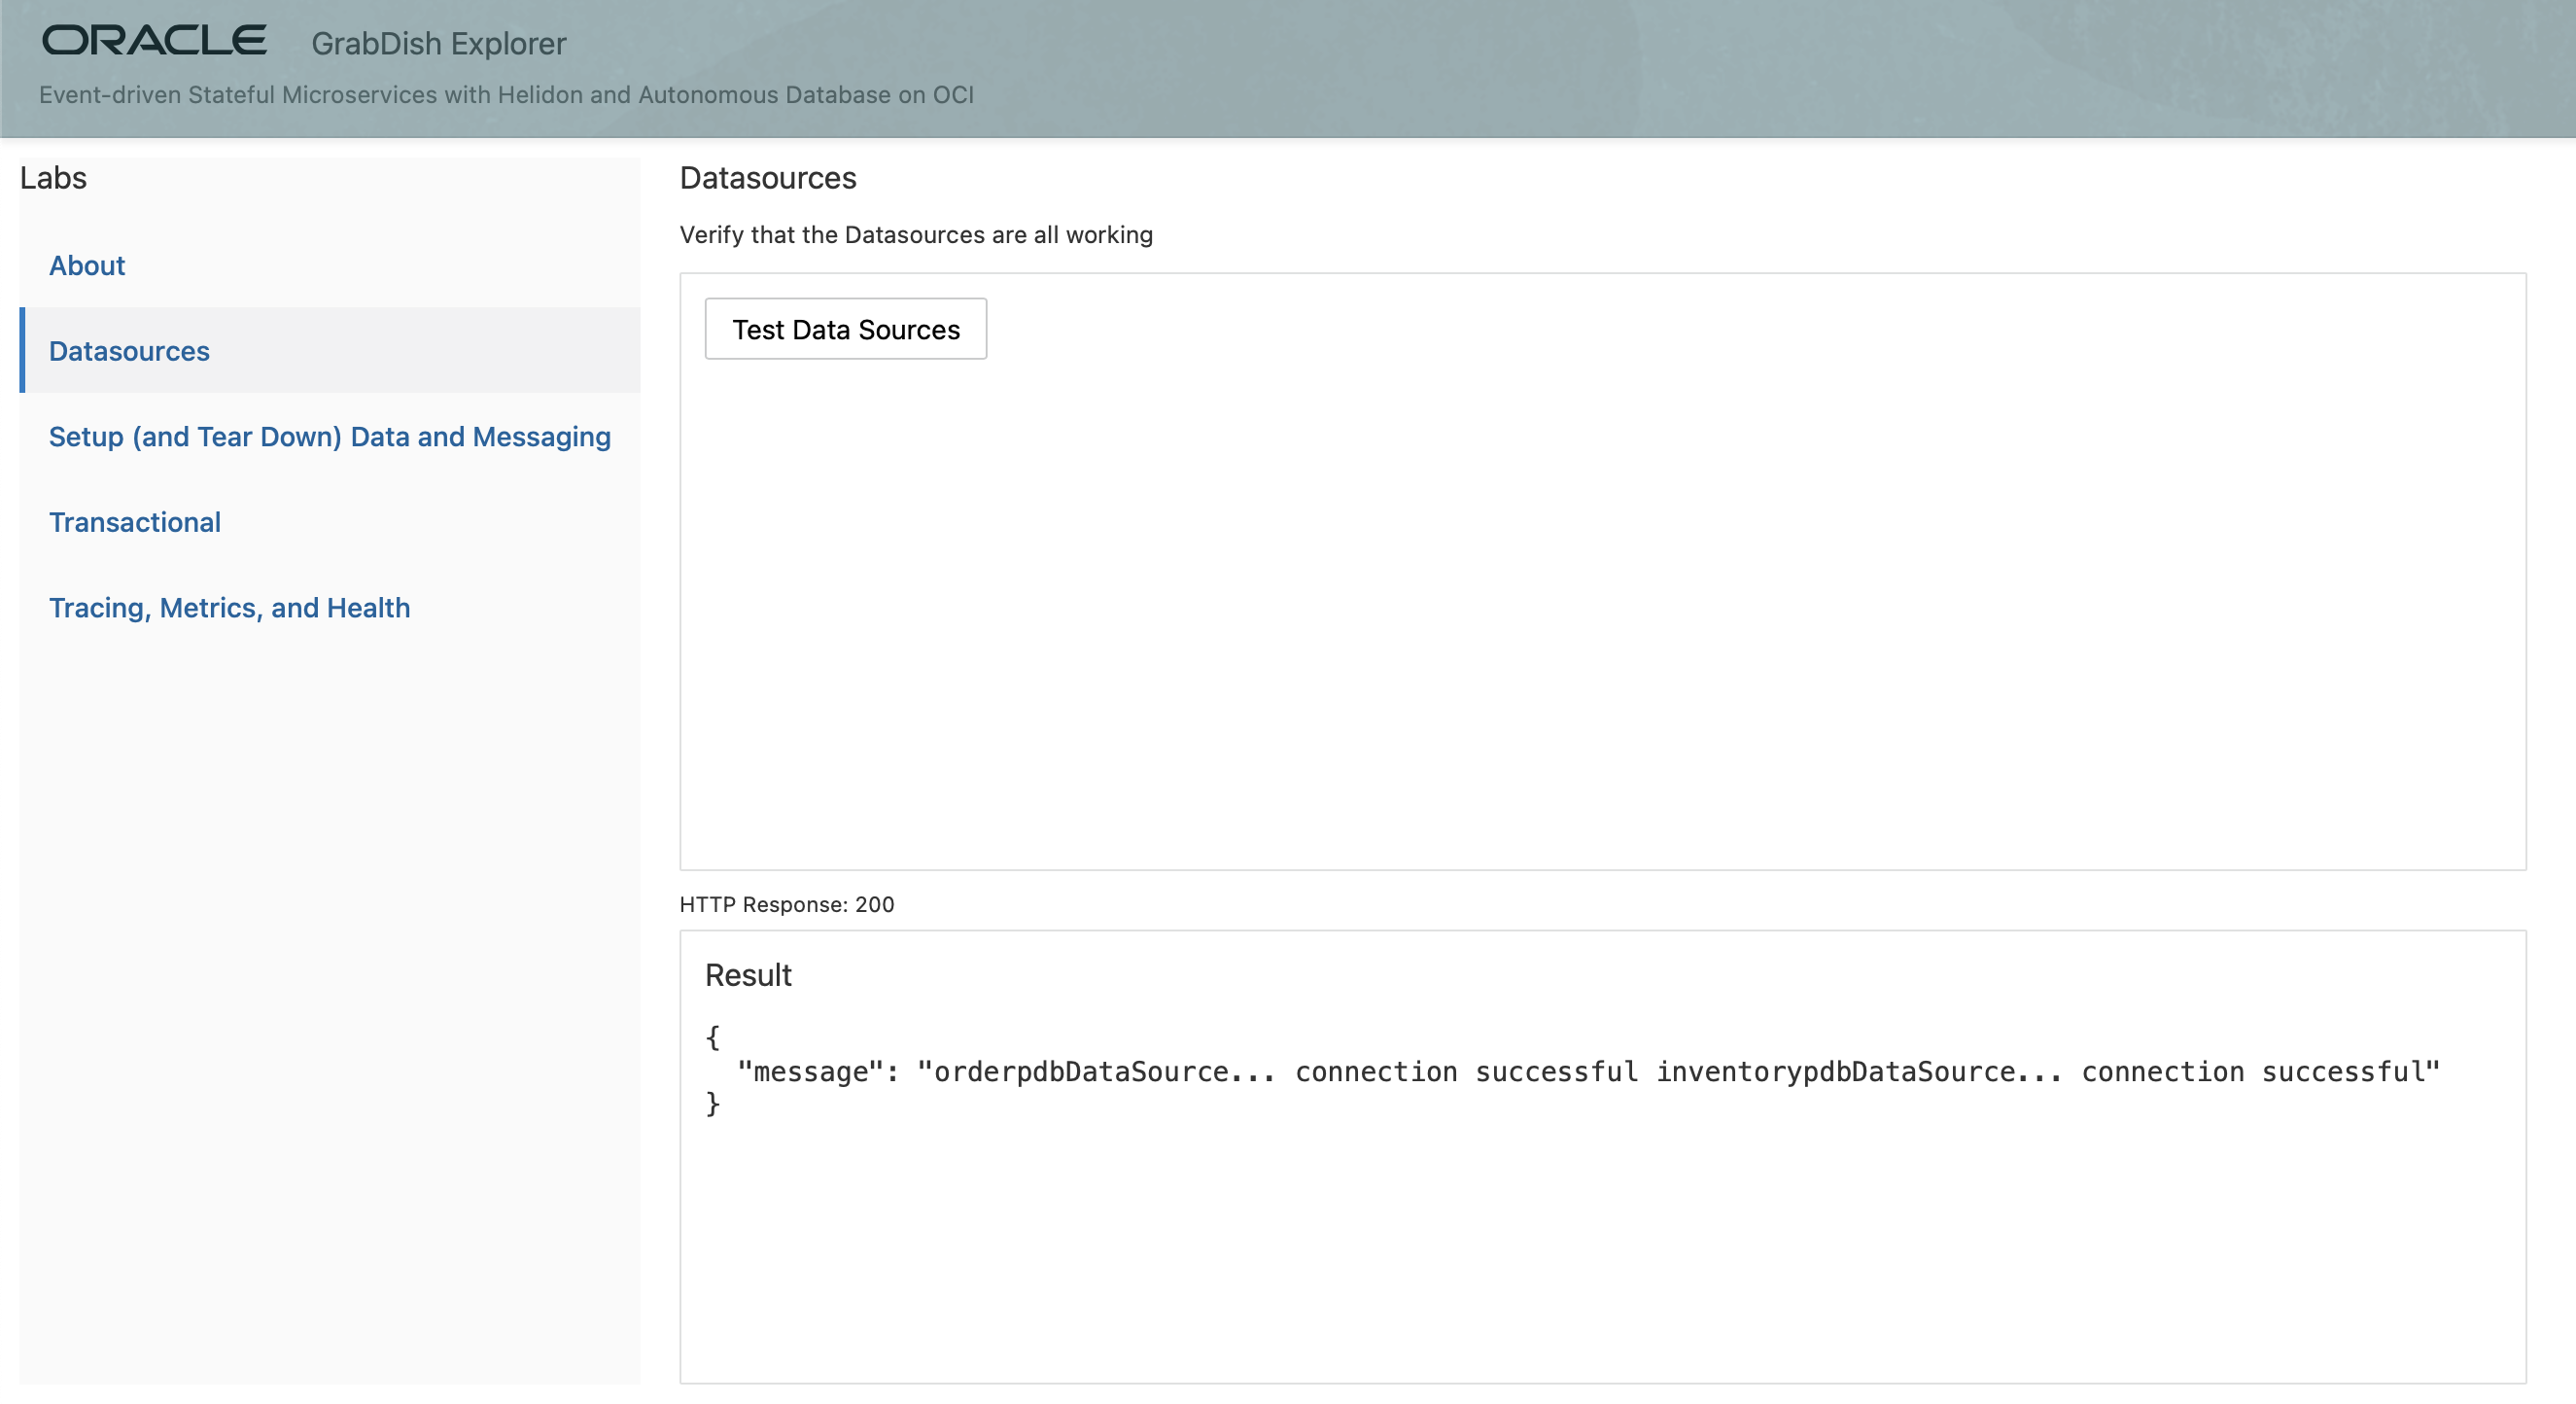 ORACLE GrabDish Explorer
Event-driven Stateful Microservices with Helidon and Autonomous Database on OCI
Labs
About
Datasources
Setup (and Tear Down) Data and Messaging
Transactional
Tracing, Metrics, and Health
Datasources
Verify that the Datasources are all working
Test Data Sources
HTTP Response: 200
Result
{
  "message": "orderpdbDataSource... connection successful inventorypdbDataSource... connection successful"
}